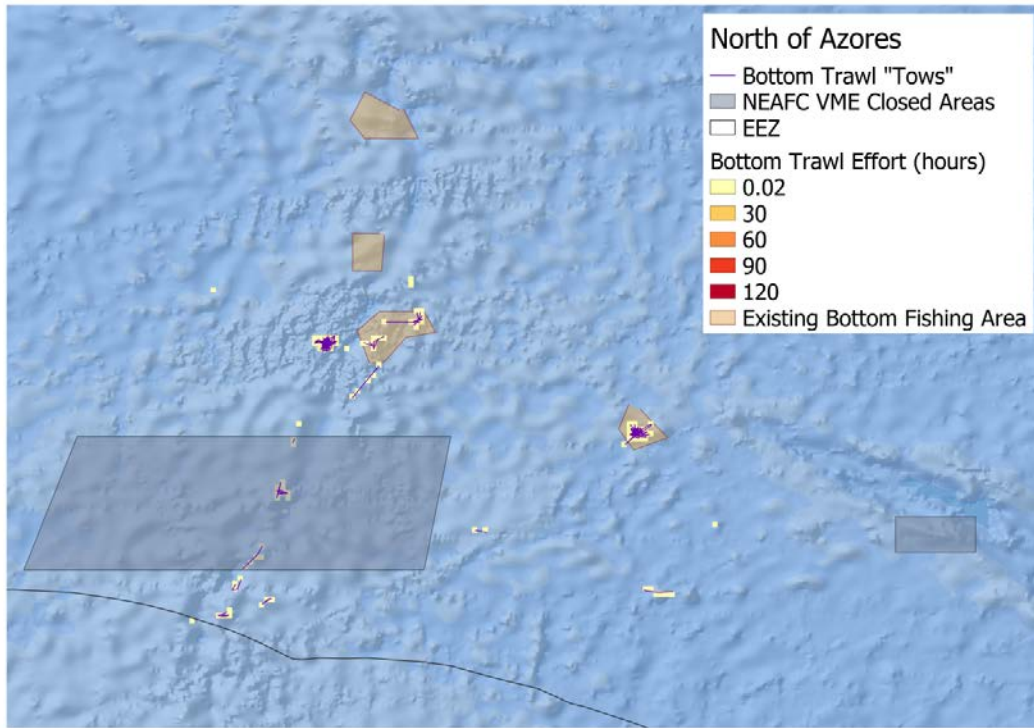 North of Azores
Bottom Trawl "Tows"
NEAFC VME Closed Areas
EEZ
Bottom Trawl Effort (hours)
0.02
30
60
90
120
Existing Bottom Fishing Area